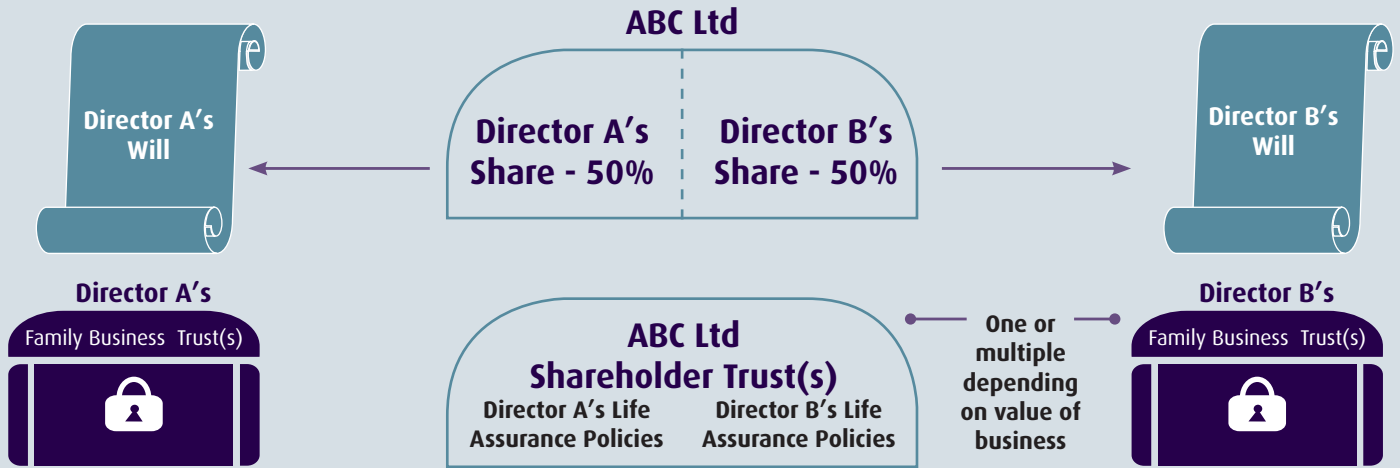 ABC Ltd
Director A's
Will
Director A's
Share - 50%
Director B's
Share - 50%
Director B's
Will
Director A's
Family Business Trust(s)
ABC Ltd
Shareholder Trust(s)
Director A's Life
Assurance Policies
Director B's Life
Assurance Policies
One or
multiple
depending
on value of
business
Director B's
Family Business Trust(s)